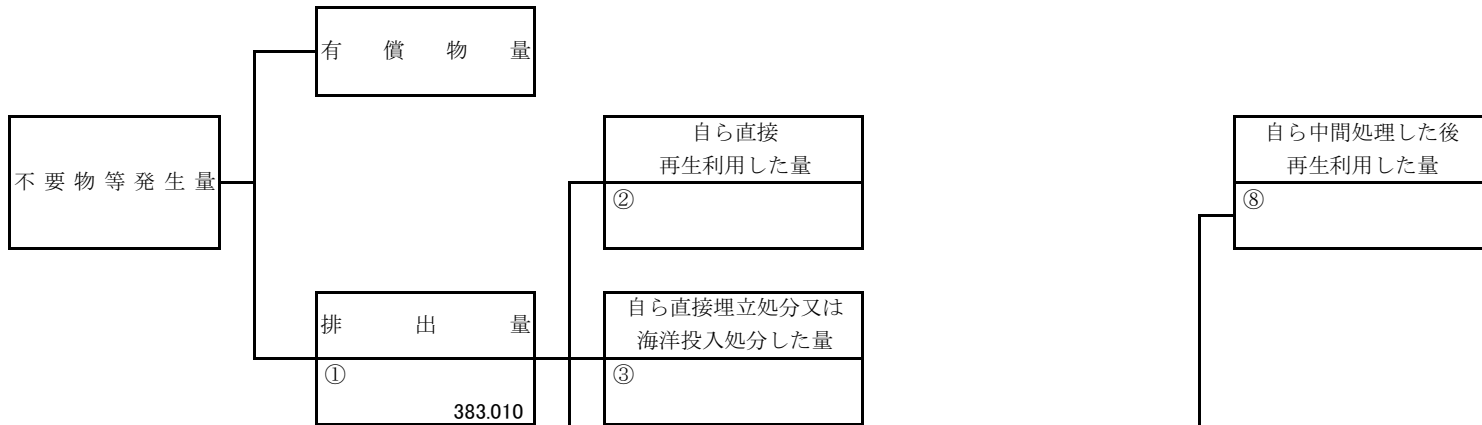 有償物量
不要物等発生量
自ら直接
再生利用した量
②
自ら中間処理した後
再生利用した量
⑧
排出量
①
383.010
自ら直接埋立処分又は
海洋投入処分した量
③